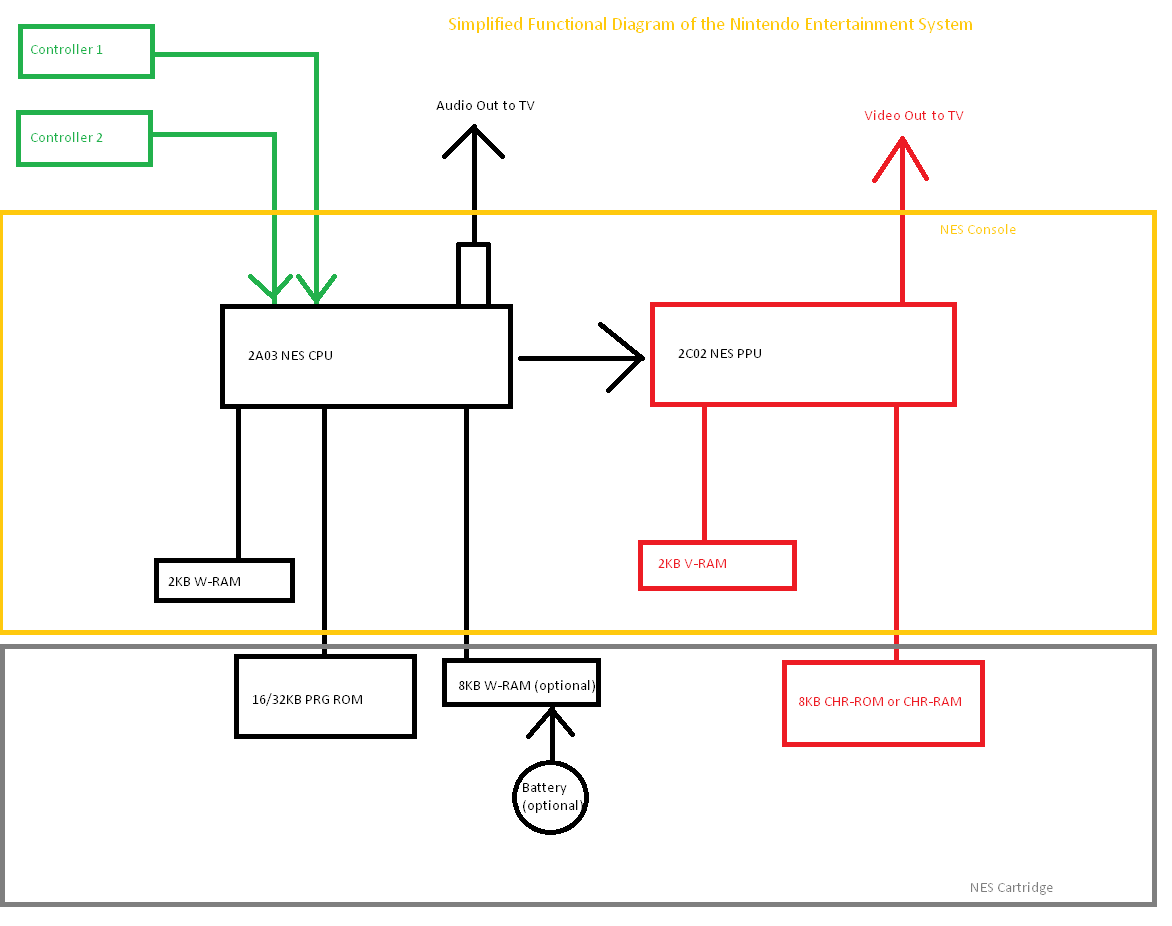 Simplified Functional Diagram of the Nintendo Entertainment System
Controller 1
Audio Out to TV
Video Out to TV
Controller 2
NES Console
2A03 NES CPU
2C02 NES PPU
2KB W-RAM
2KB V-RAM
16/32KB PRG ROM
8KB W-RAM (optional)
8KB CHR-ROM or CHR-RAM
Battery
(optional)
NES Cartridge